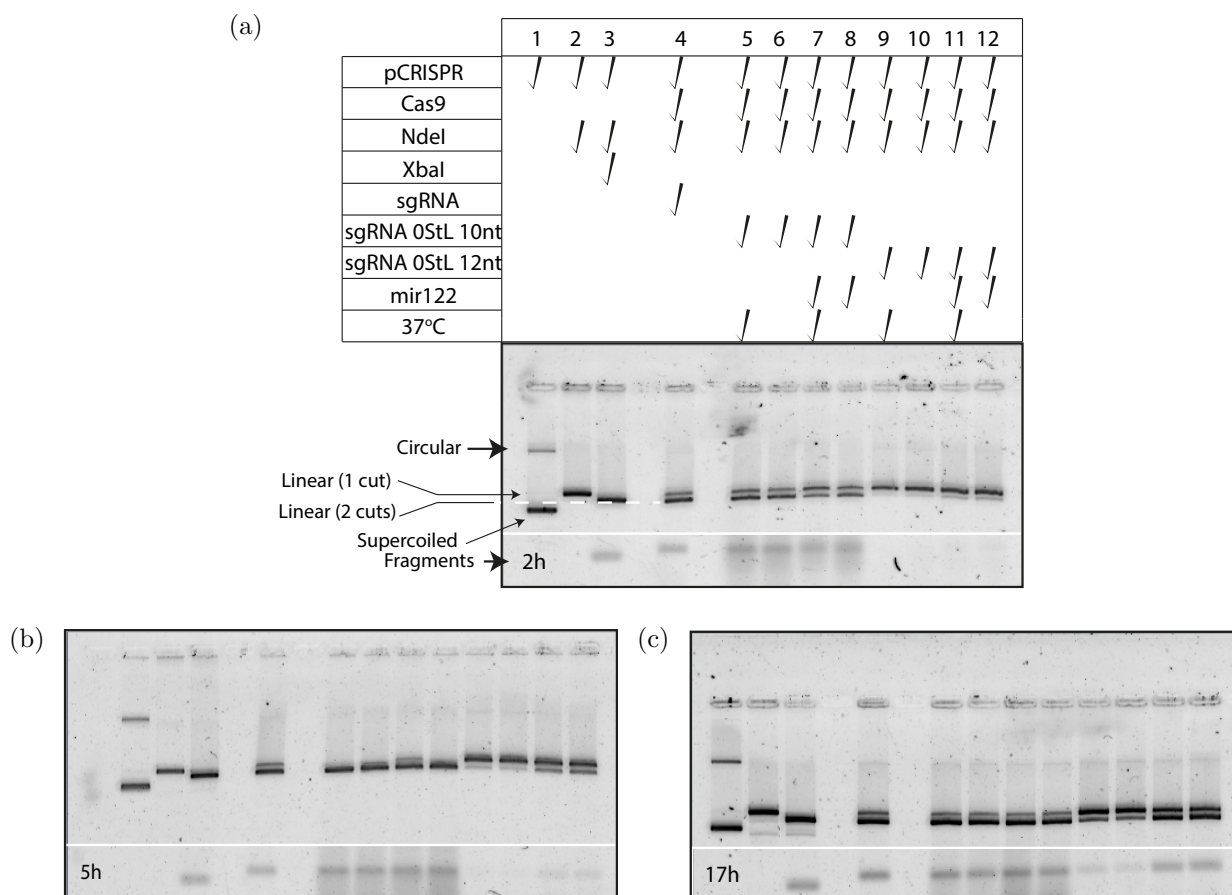 (a)
1 2 3 4 5 6 7 8 9 10 11 12
pCRISPR
Cas9
NdeI
XbaI
sgRNA
sgRNA 0StL 10nt
sgRNA 0StL 12nt
mir122
37ºC
Circular
Linear (1 cut)
Linear (2 cuts)
Supercoiled
Fragments
2h
(b)
5h
(c)
17h